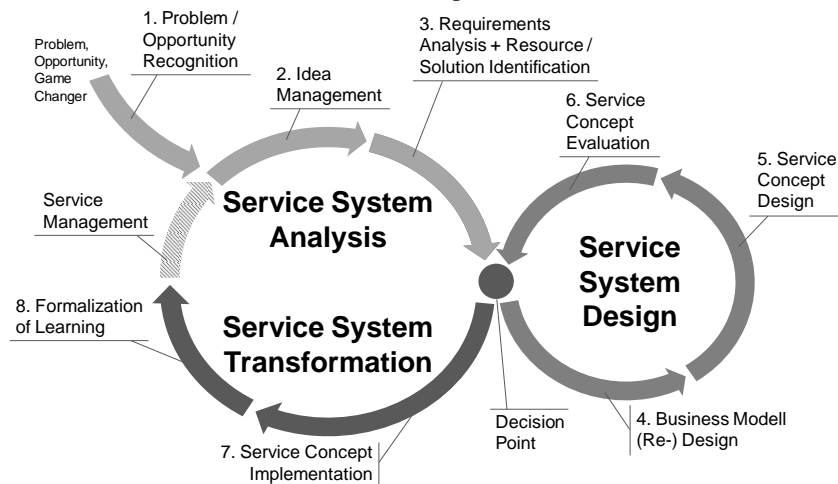 1. Problem /
Opportunity
Recognition
Problem,
Opportunity,
Game
Changer
2. Idea
Management
3. Requirements
Analysis + Resource /
Solution Identification
6. Service
Concept
Evaluation
5. Service
Concept
Design
Service
Management
Service System
Analysis
Service
System
Design
8. Formalization
of Learning
Service System
Transformation
7. Service Concept
Implementation
Decision
Point
4. Business Modell
(Re-) Design